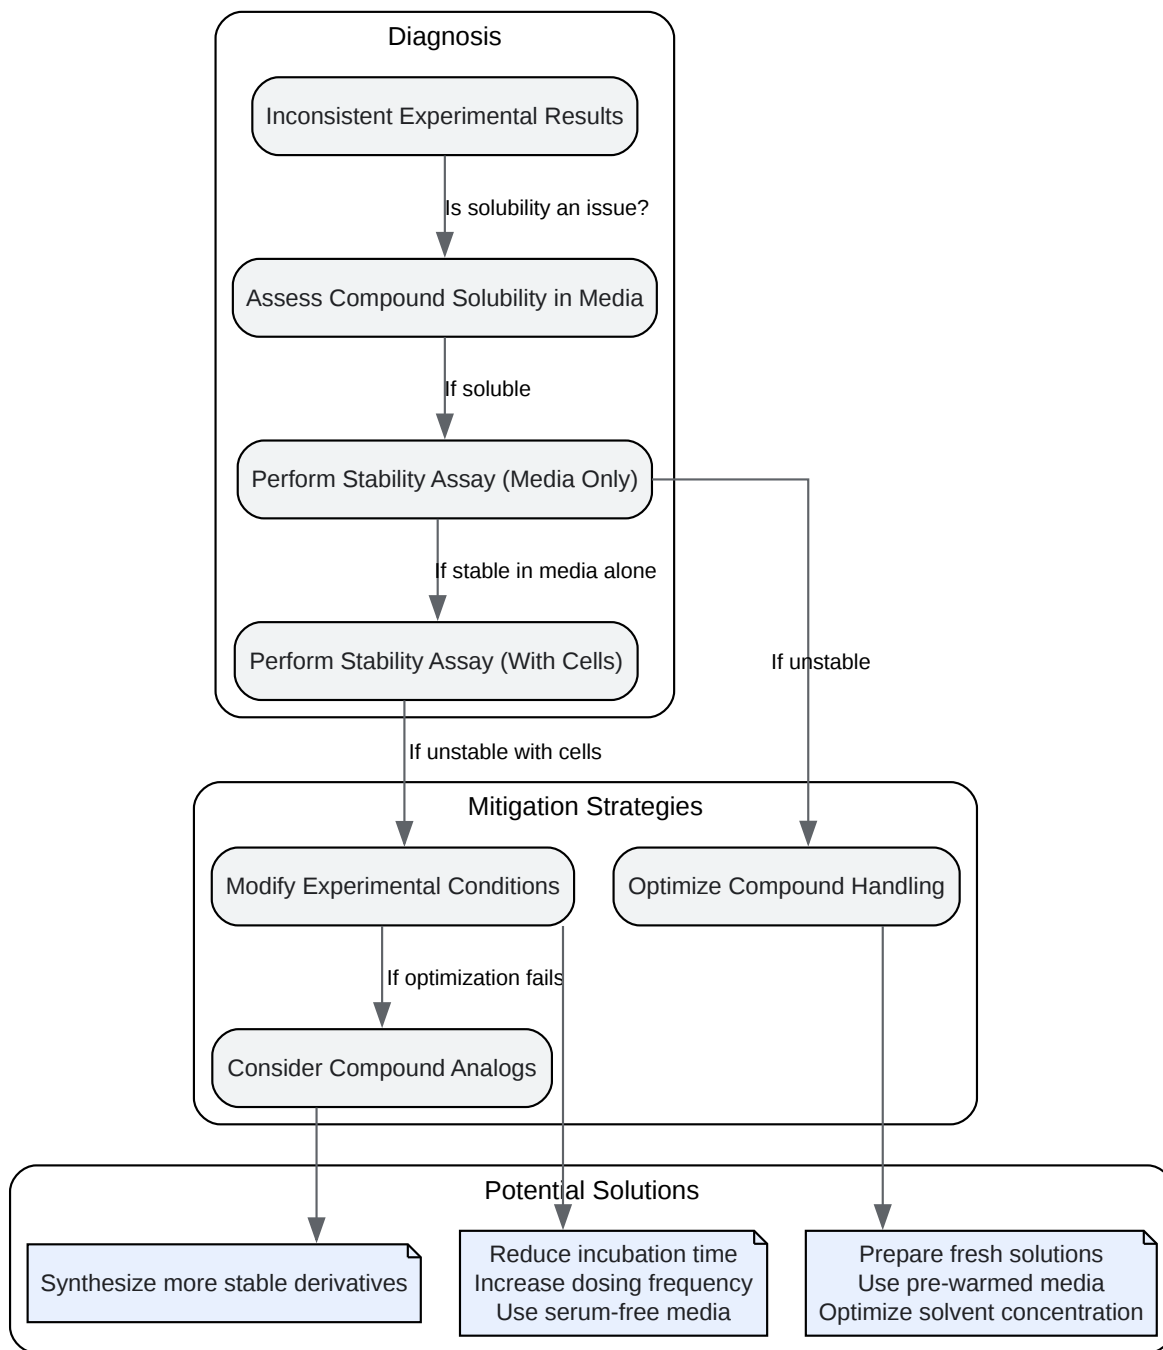 Diagnosis
Inconsistent Experimental Results
Is solubility an issue?
Assess Compound Solubility in Media
If soluble
Perform Stability Assay (Media Only)
If stable in media alone
Perform Stability Assay (With Cells)
If unstable
If unstable with cells
Mitigation Strategies
Modify Experimental Conditions
Optimize Compound Handling
If optimization fails
Consider Compound Analogs
Potential Solutions
Synthesize more stable derivatives
Reduce incubation time
Increase dosing frequency
Use serum-free media
Prepare fresh solutions
Use pre-warmed media
Optimize solvent concentration